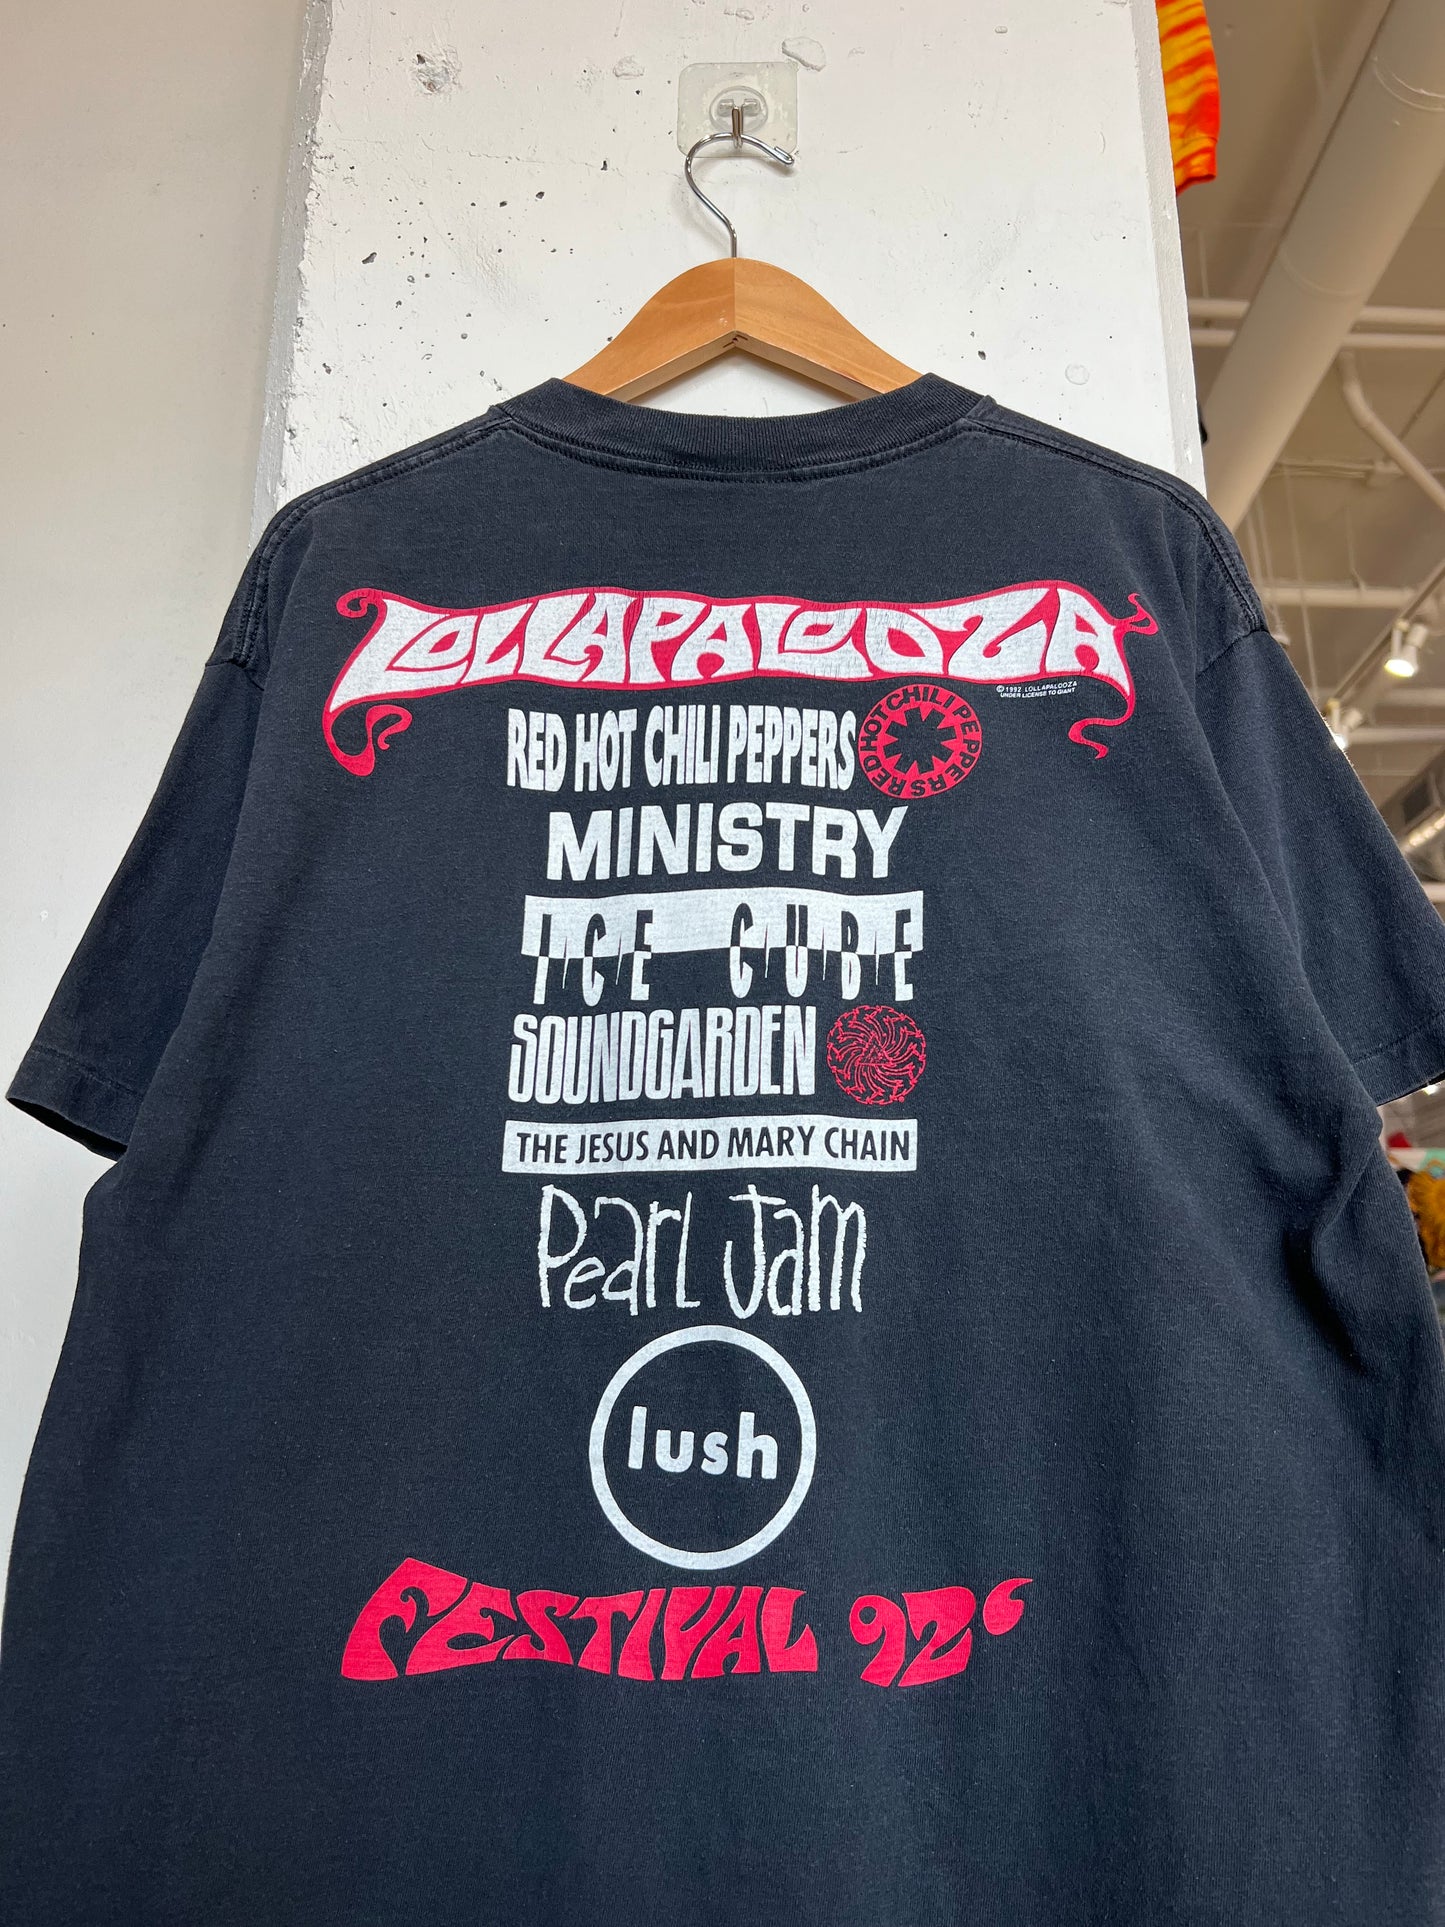 LOLLAPALOOZA
© 1992 LOLLAPALOOZA
UNDER LICENSE TO GIANT
RED HOT CHILI PEPPERS
RED HOT CHILI PEPPERS
MINISTRY
ICE CUBE
SOUNDGARDEN
THE JESUS AND MARY CHAIN
PearL Jam
lush
FESTIVAL 92‘